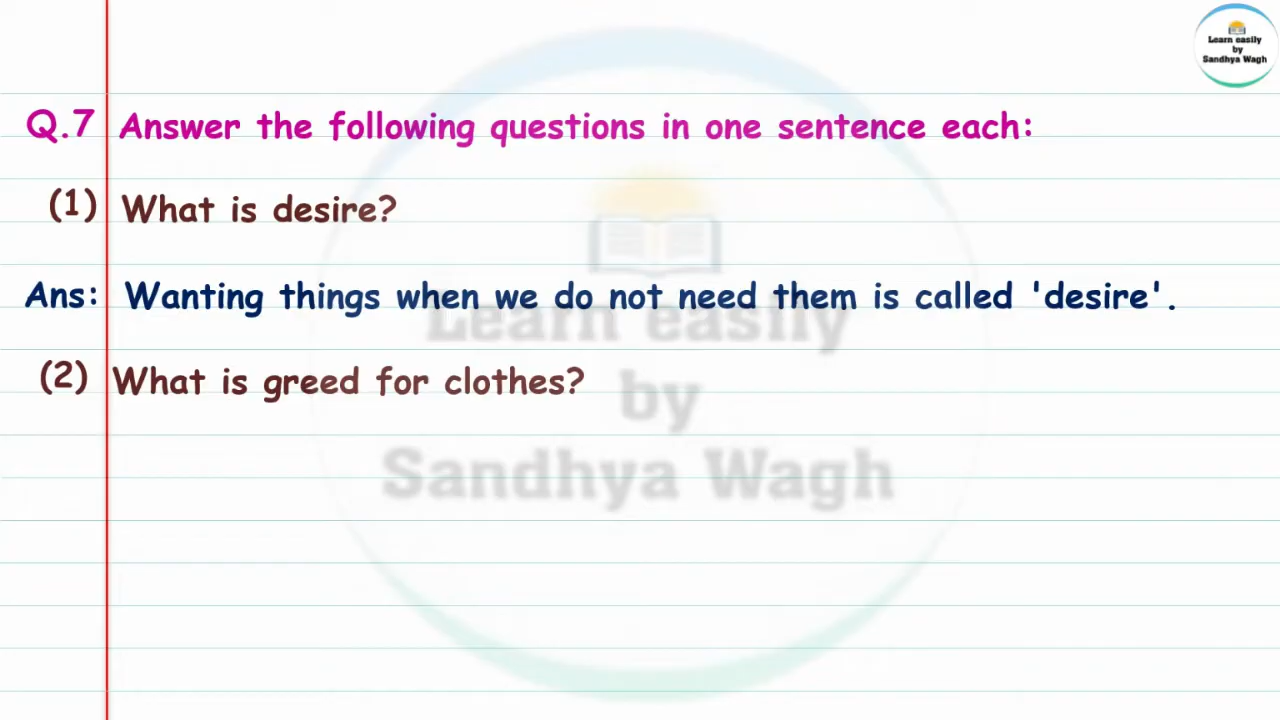 Learn easily
by
Sandhya Wagh
Q.7 Answer the following questions in one sentence each:
(1) What is desire?
Ans: Wanting things when we do not need them is called 'desire'.
(2) What is greed for clothes?
Learn easily
by
Sandhya Wagh